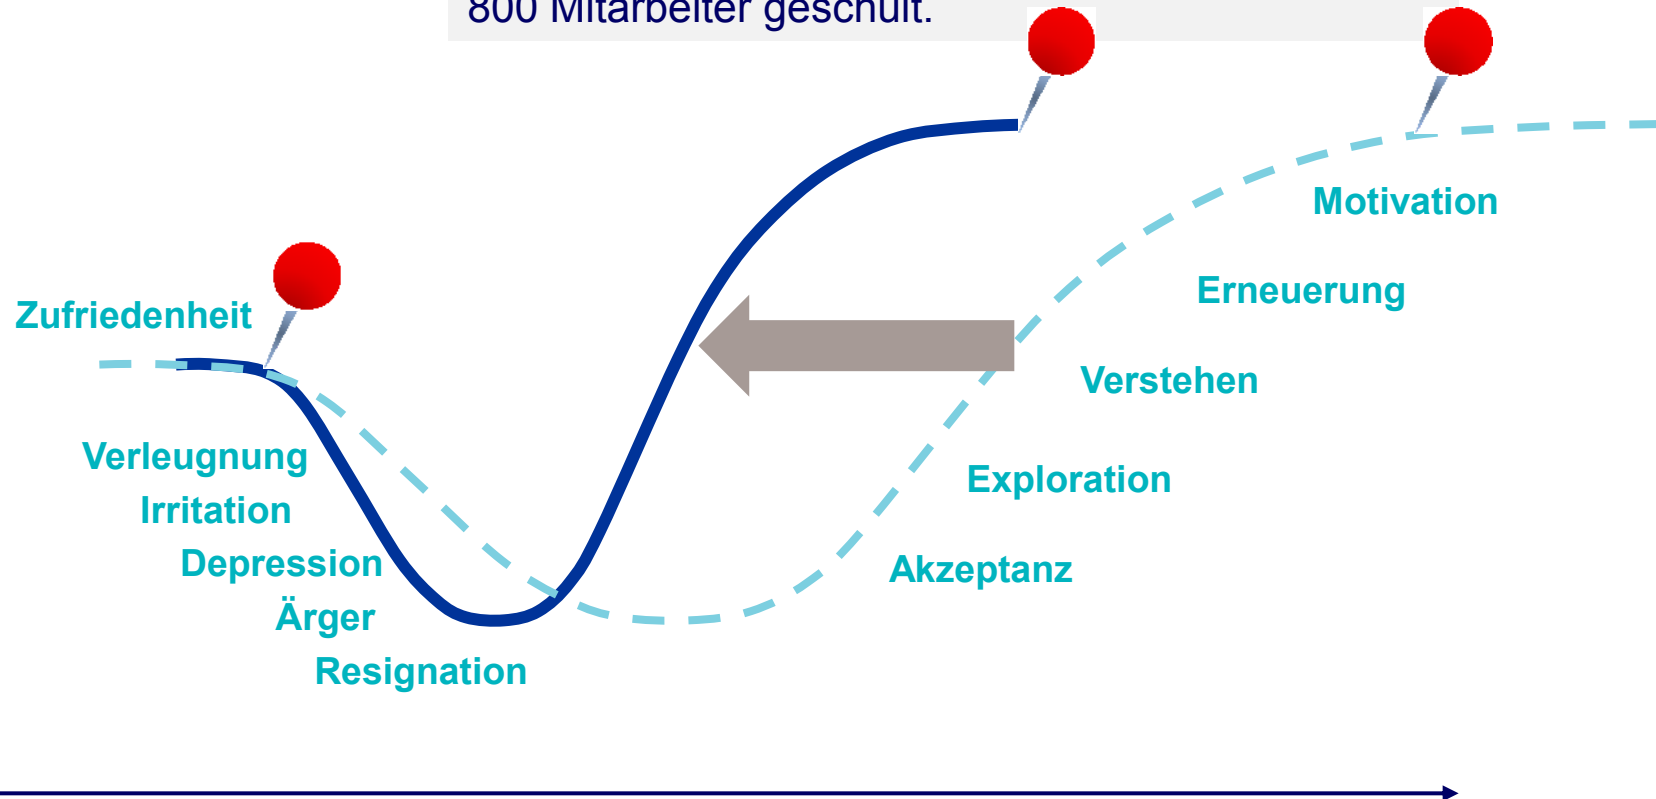 800 Mitarbeiter geschult.
Motivation
Erneuerung
Zufriedenheit
Verstehen
Verleugnung
Exploration
Irritation
Depression
Akzeptanz
Ärger
Resignation